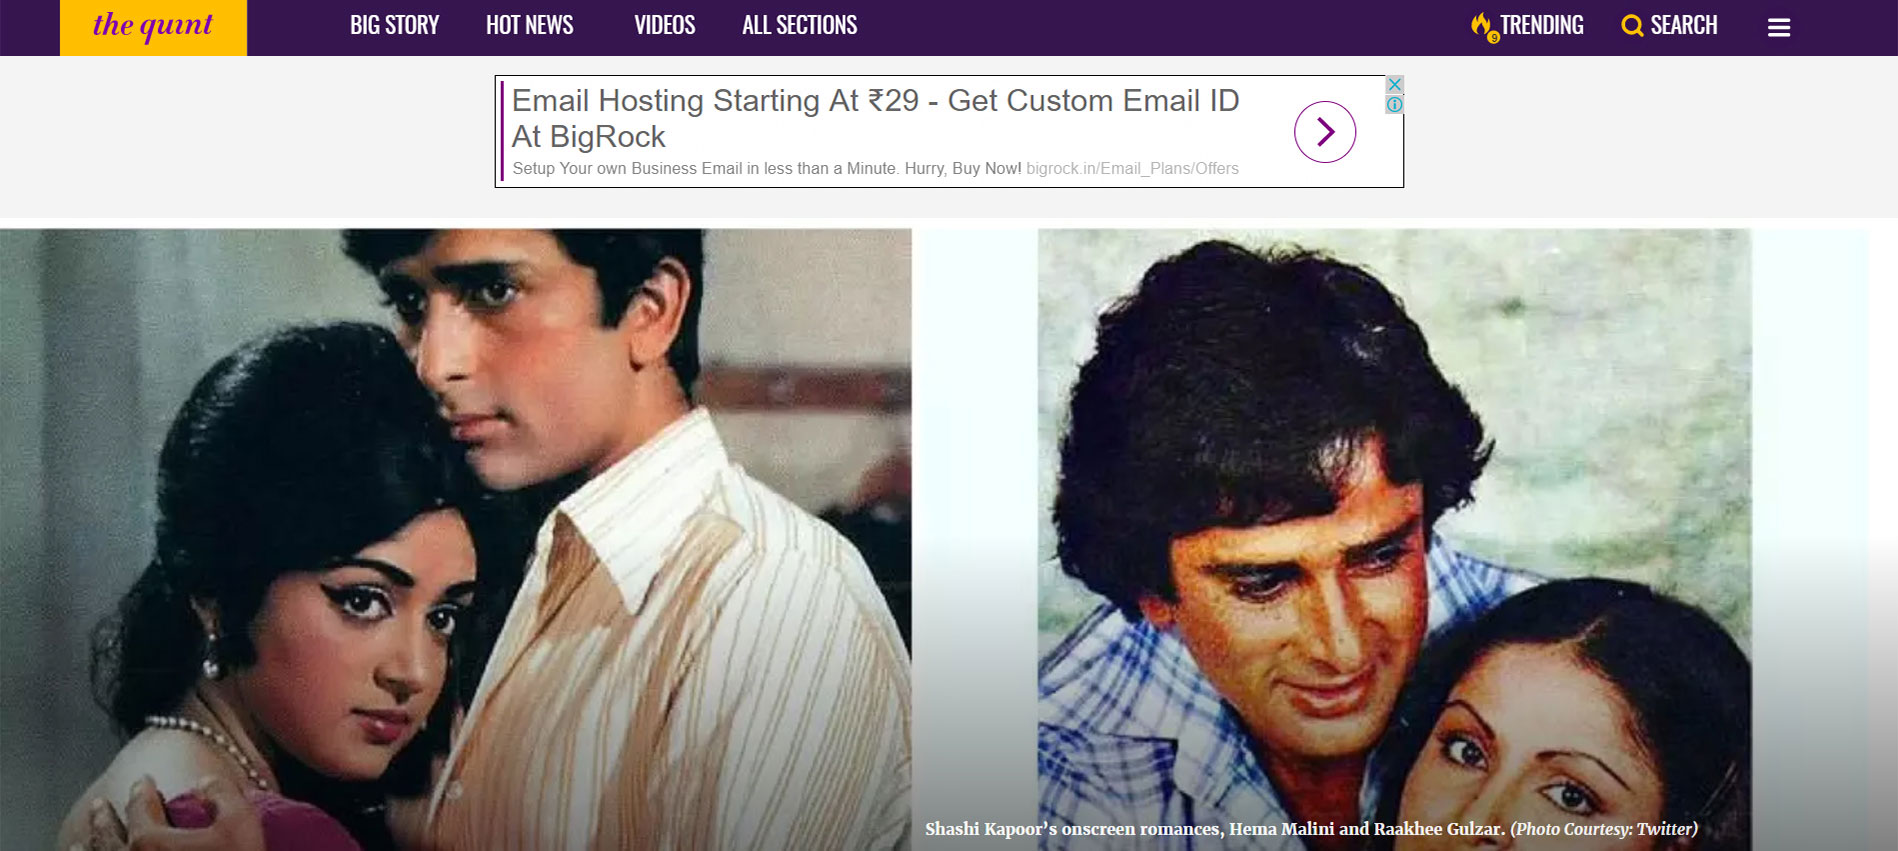 the quint
BIG STORY
HOT NEWS
VIDEOS
ALL SECTIONS
9
TRENDING
SEARCH
Email Hosting Starting At ₹29 - Get Custom Email ID
At BigRock
Setup Your own Business Email in less than a Minute. Hurry, Buy Now! bigrock.in/Email_Plans/Offers
Shashi Kapoor’s onscreen romances, Hema Malini and Raakhee Gulzar. (Photo Courtesy: Twitter)